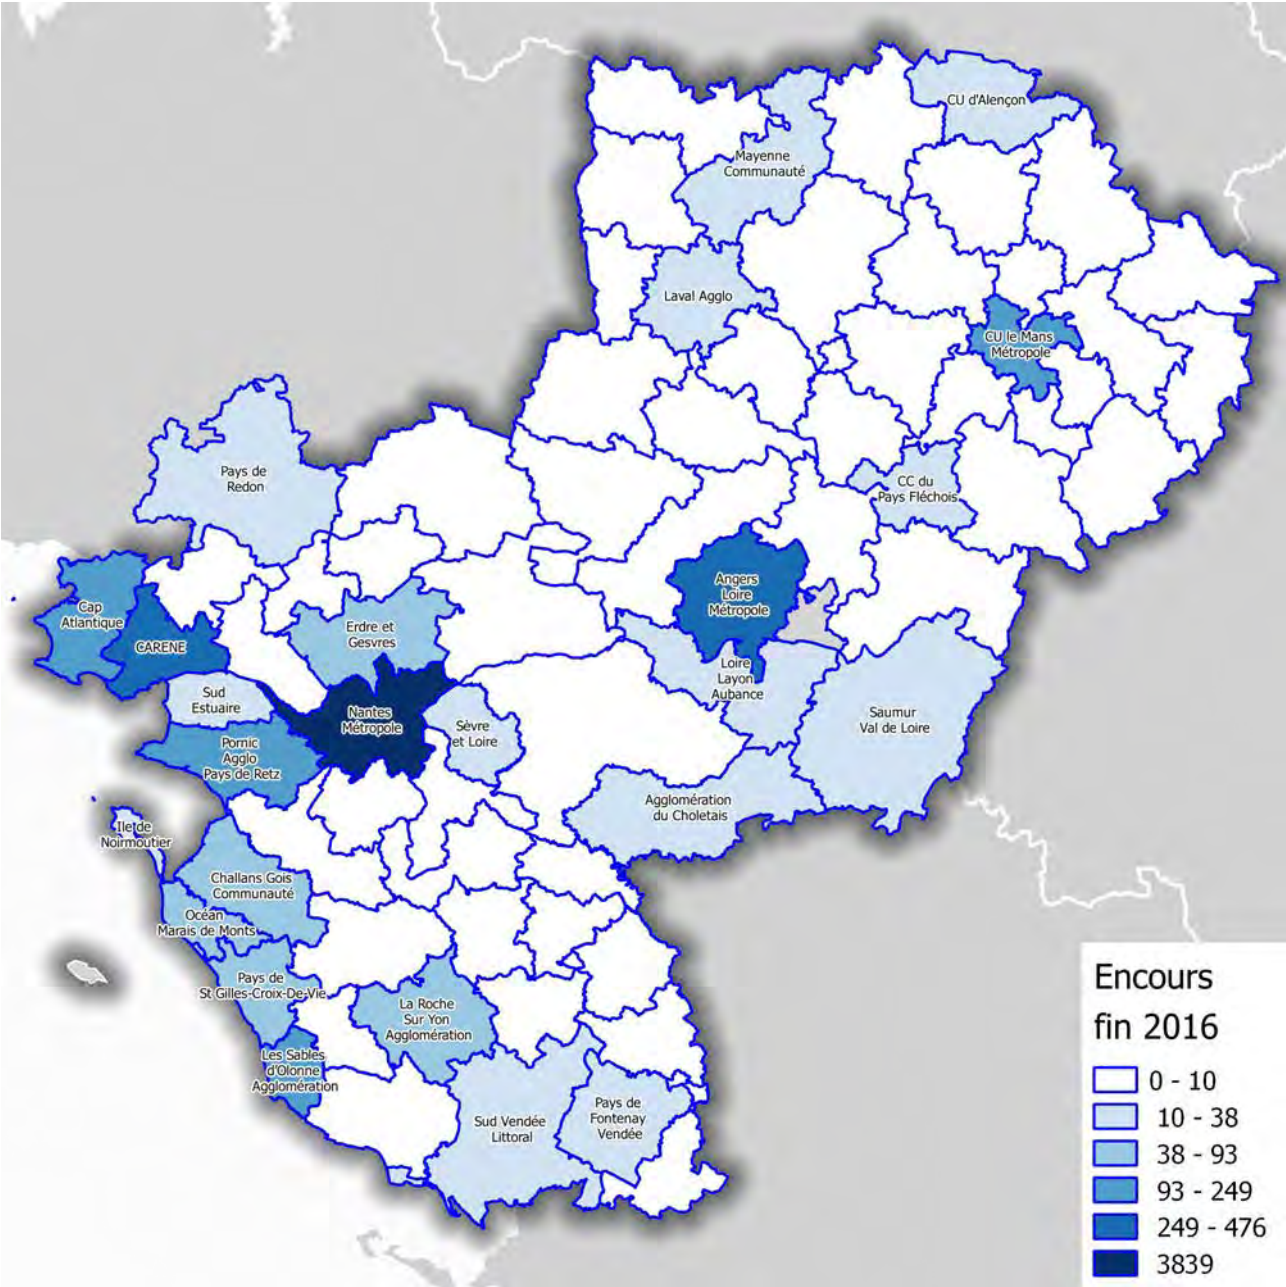 CU d'Alençon
Mayenne
Communauté
Laval Agglo
CU le Mans
Métropole
Pays de
Redon
CC du
Pays Fléchois
Angers
Loire
Métropole
Cap
Atlantique
CARENE
Erdre et
Gesvres
Loire
Layon
Aubance
Sud
Estuaire
Nantes
Métropole
Sèvre
et Loire
Saumur
Val de Loire
Pornic
Agglo
Pays de Retz
Agglomération
du Choletais
Ile de
Noirmoutier
Challans Gois
Communauté
Océan
Marais de Monts
Pays de
St Gilles-Croix-De-Vie
La Roche
Sur Yon
Agglomération
Les Sables
d'Olonne
Agglomération
Sud Vendée
Littoral
Pays de
Fontenay
Vendée
Encours
fin 2016
0 - 10
10 - 38
38 - 93
93 - 249
249 - 476
3839